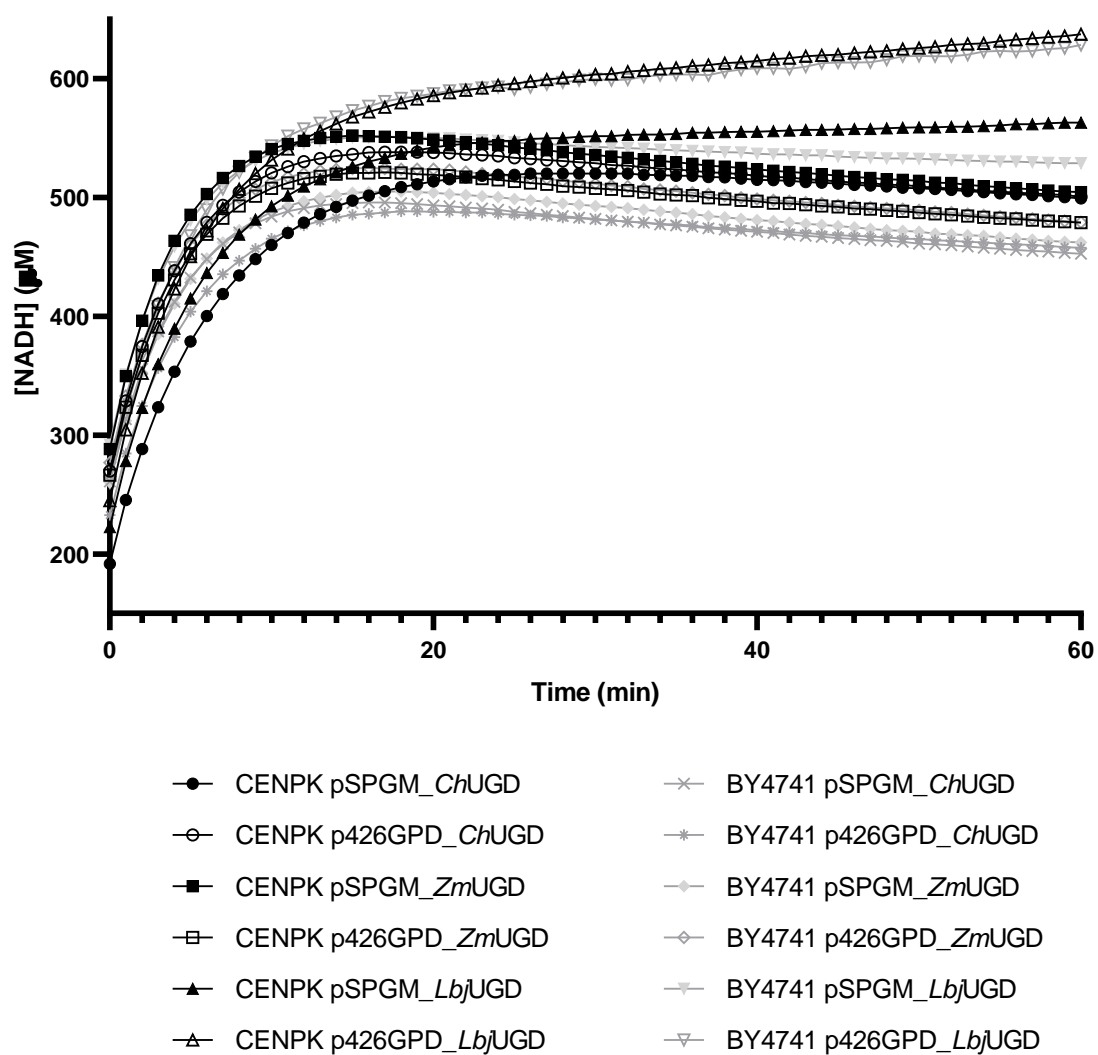 600
500
400
300
200
[NADH] (µM)
0 20 40 60
Time (min)
CENPK pSPGM_ChUGD BY4741 pSPGM_ChUGD
CENPK p426GPD_ChUGD BY4741 p426GPD_ChUGD
CENPK pSPGM_ZmUGD BY4741 pSPGM_ZmUGD
CENPK p426GPD_ZmUGD BY4741 p426GPD_ZmUGD
CENPK pSPGM_LbjUGD BY4741 pSPGM_LbjUGD
CENPK p426GPD_LbjUGD BY4741 p426GPD_LbjUGD